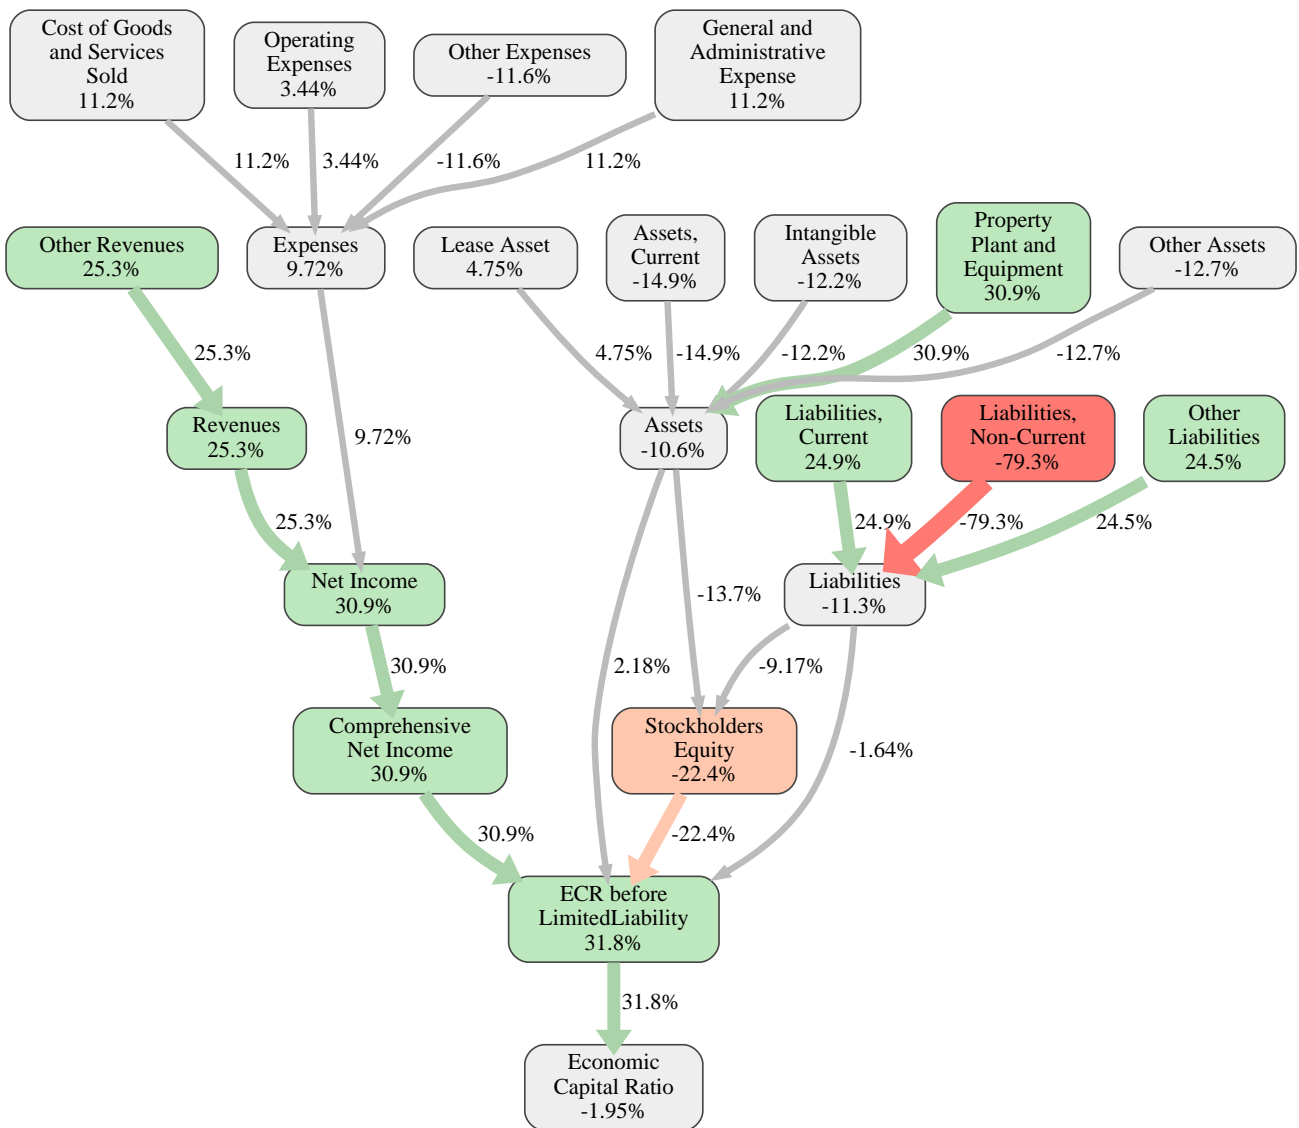 Cost of Goods
and Services
Sold
11.2%
Operating
Expenses
3.44%
Other Expenses
-11.6%
General and
Administrative
Expense
11.2%
11.2%
3.44%
-11.6%
11.2%
Other Revenues
25.3%
Expenses
9.72%
Lease Asset
4.75%
Assets,
Current
-14.9%
Intangible
Assets
-12.2%
Property
Plant and
Equipment
30.9%
Other Assets
-12.7%
25.3%
4.75%
-14.9%
-12.2%
30.9%
-12.7%
Revenues
25.3%
9.72%
Assets
-10.6%
Liabilities,
Current
24.9%
Liabilities,
Non-Current
-79.3%
Other
Liabilities
24.5%
25.3%
24.9%
-79.3%
24.5%
Net Income
30.9%
-13.7%
Liabilities
-11.3%
30.9%
2.18%
-9.17%
Comprehensive
Net Income
30.9%
Stockholders
Equity
-22.4%
-1.64%
30.9%
-22.4%
ECR before
LimitedLiability
31.8%
31.8%
Economic
Capital Ratio
-1.95%